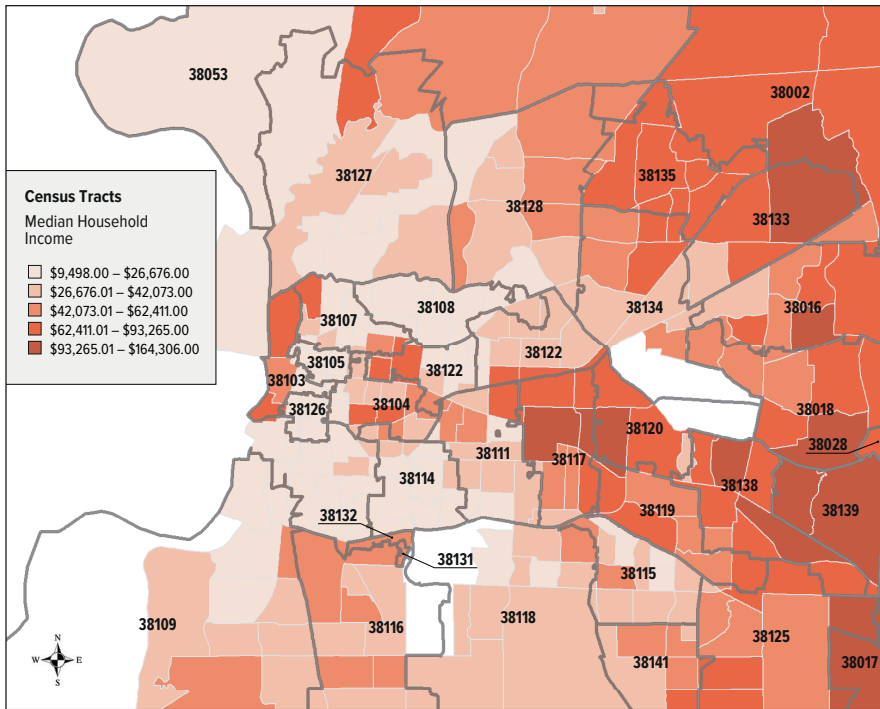 38053
38002
38127
38135
38128
38133
Census Tracts
Median Household
Income
$9,498.00 – $26,676.00
$26,676.01 – $42,073.00
$42,073.01 – $62,411.00
$62,411.01 – $93,265.00
$93,265.01 – $164,306.00
38108
38134
38016
38107
38122
38105
38122
38103
38126
38104
38018
38120
38028
38111
38117
38114
38138
38139
38119
38132
38131
38115
38109
38116
38118
38125
38141
38017
N
W
E
S